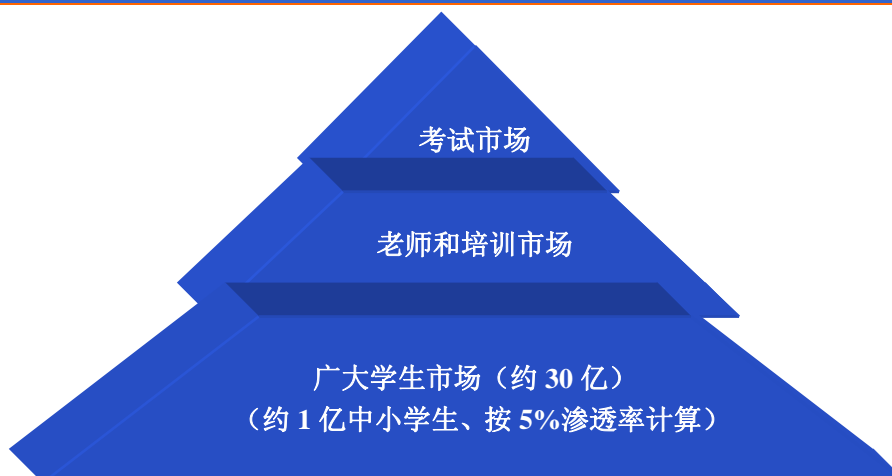 考试市场
老师和培训市场
广大学生市场（约 30 亿）
（约 1 亿中小学生、按 5%渗透率计算）